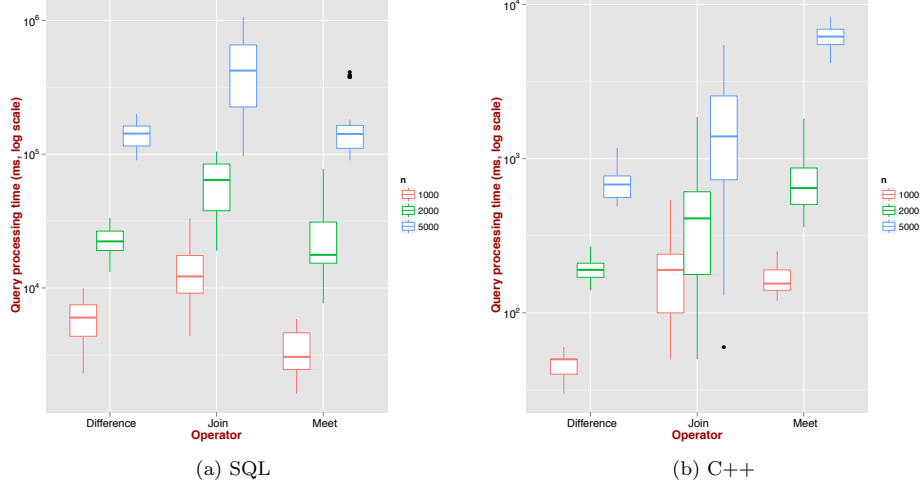 Query processing time (ms, log scale)
10^6
10^5
10^4
Difference
Join
Meet
Operator
n
1000
2000
5000
(a) SQL
Query processing time (ms, log scale)
10^4
10^3
10^2
Difference
Join
Meet
Operator
n
1000
2000
5000
(b) C++